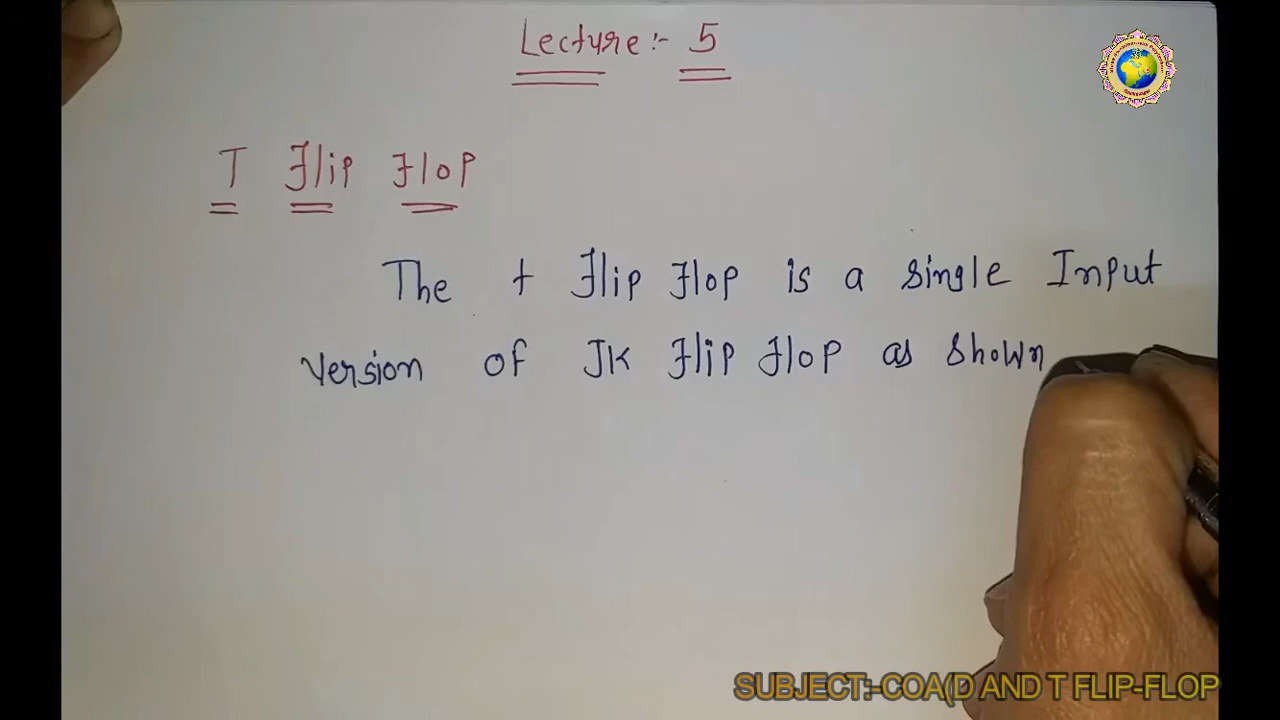 Lecture:- 5
T Flip Flop
The t Flip Flop is a single Input
version of JK Flip Flop as shown
SUBJECT:-COA(D AND T FLIP-FLOP